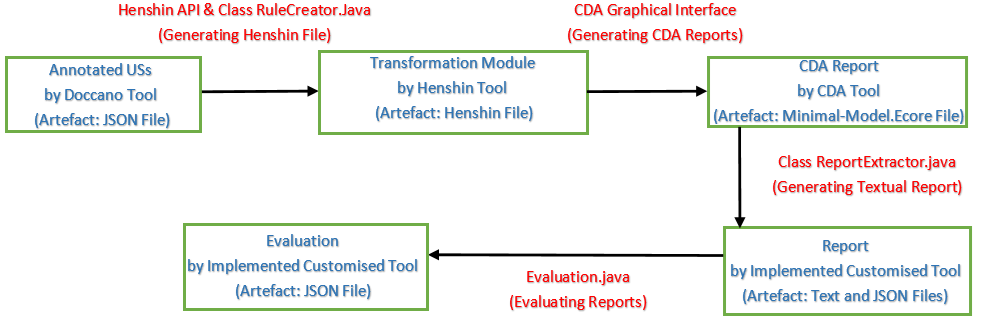 Henshin API & Class RuleCreator.Java
(Generating Henshin File)
CDA Graphical Interface
(Generating CDA Reports)
Annotated USs
by Doccano Tool
(Artefact: JSON File)
Transformation Module
by Henshin Tool
(Artefact: Henshin File)
CDA Report
by CDA Tool
(Artefact: Minimal-Model.Ecore File)
Class ReportExtractor.java
(Generating Textual Report)
Evaluation
by Implemented Customised Tool
(Artefact: JSON File)
Evaluation.java
(Evaluating Reports)
Report
by Implemented Customised Tool
(Artefact: Text and JSON Files)